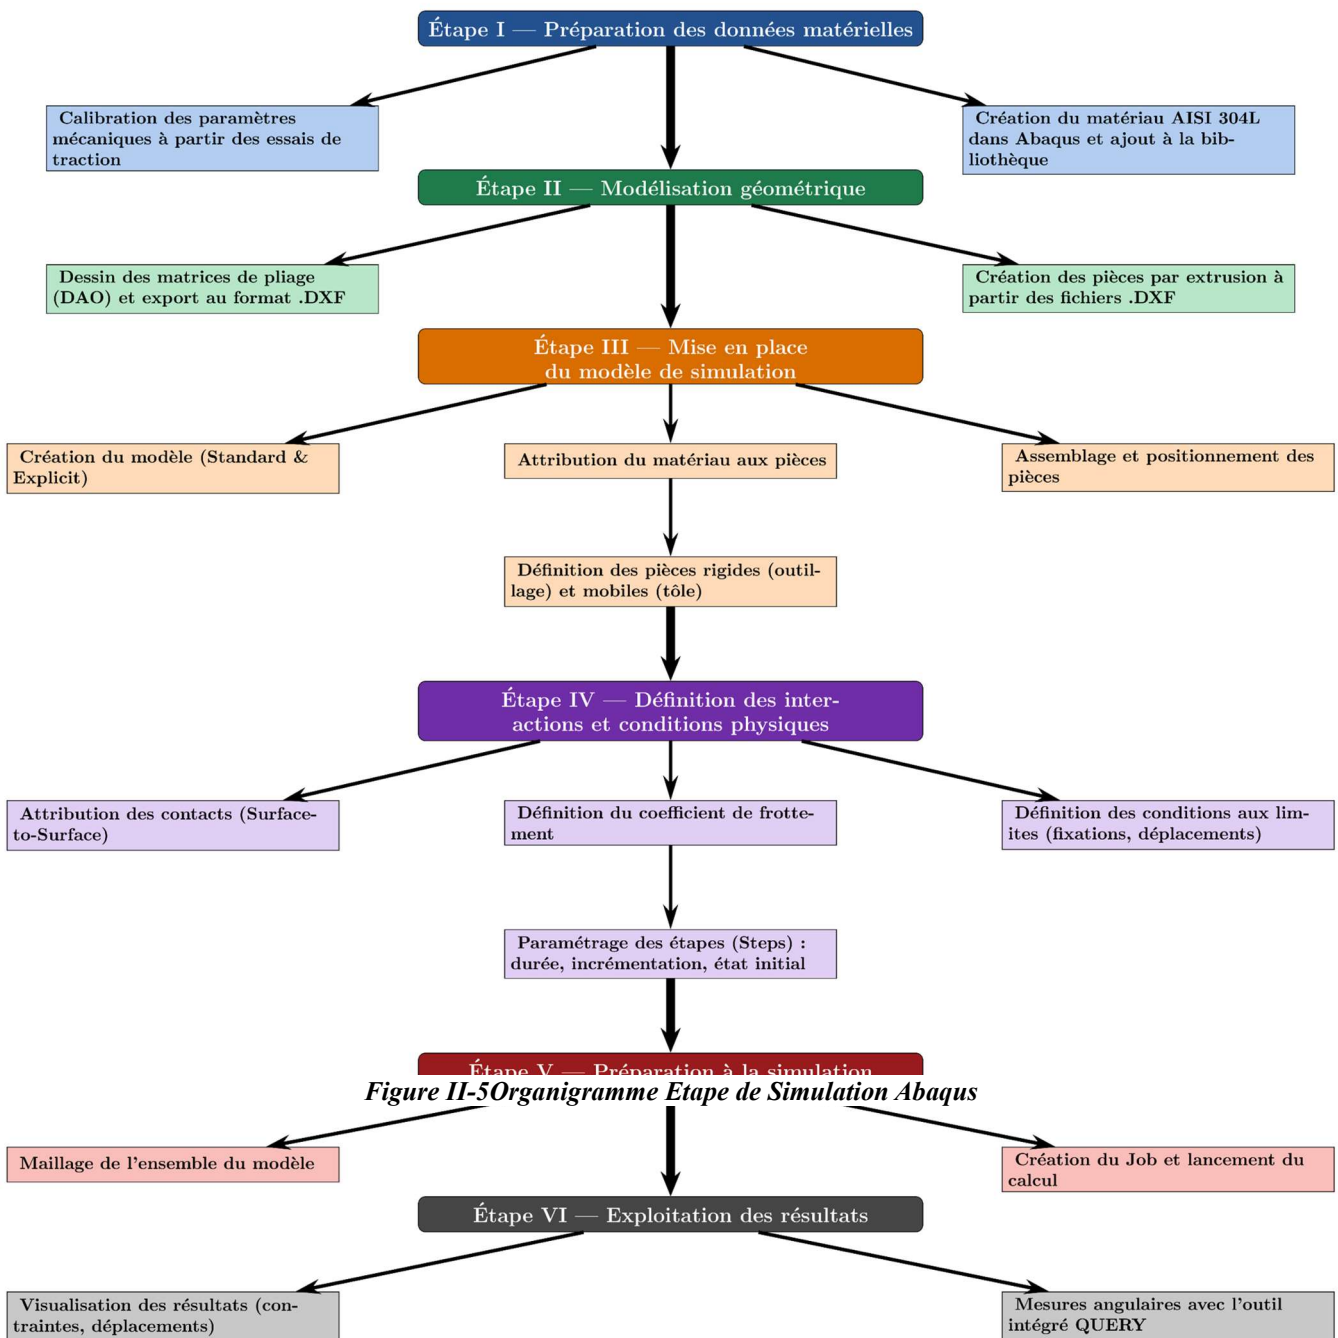 Étape I — Préparation des données matérielles
Calibration des paramètres
mécaniques à partir des essais de
traction
Création du matériau AISI 304L
dans Abaqus et ajout à la bib-
liothèque
Étape II — Modélisation géométrique
Dessin des matrices de pliage
(DAO) et export au format .DXF
Création des pièces par extrusion à
partir des fichiers .DXF
Étape III — Mise en place
du modèle de simulation
Création du modèle (Standard &
Explicit)
Attribution du matériau aux pièces
Assemblage et positionnement des
pièces
Définition des pièces rigides (outil-
lage) et mobiles (tôle)
Étape IV — Définition des inter-
actions et conditions physiques
Attribution des contacts (Surface-
to-Surface)
Définition du coefficient de frotte-
ment
Définition des conditions aux lim-
ites (fixations, déplacements)
Paramétrage des étapes (Steps) :
durée, incrémentation, état initial
Étape V — Préparation à la simulation
Figure II-5Organigramme Etape de Simulation Abaqus
Maillage de l'ensemble du modèle
Création du Job et lancement du
calcul
Étape VI — Exploitation des résultats
Visualisation des résultats (con-
traintes, déplacements)
Mesures angulaires avec l'outil
intégré QUERY